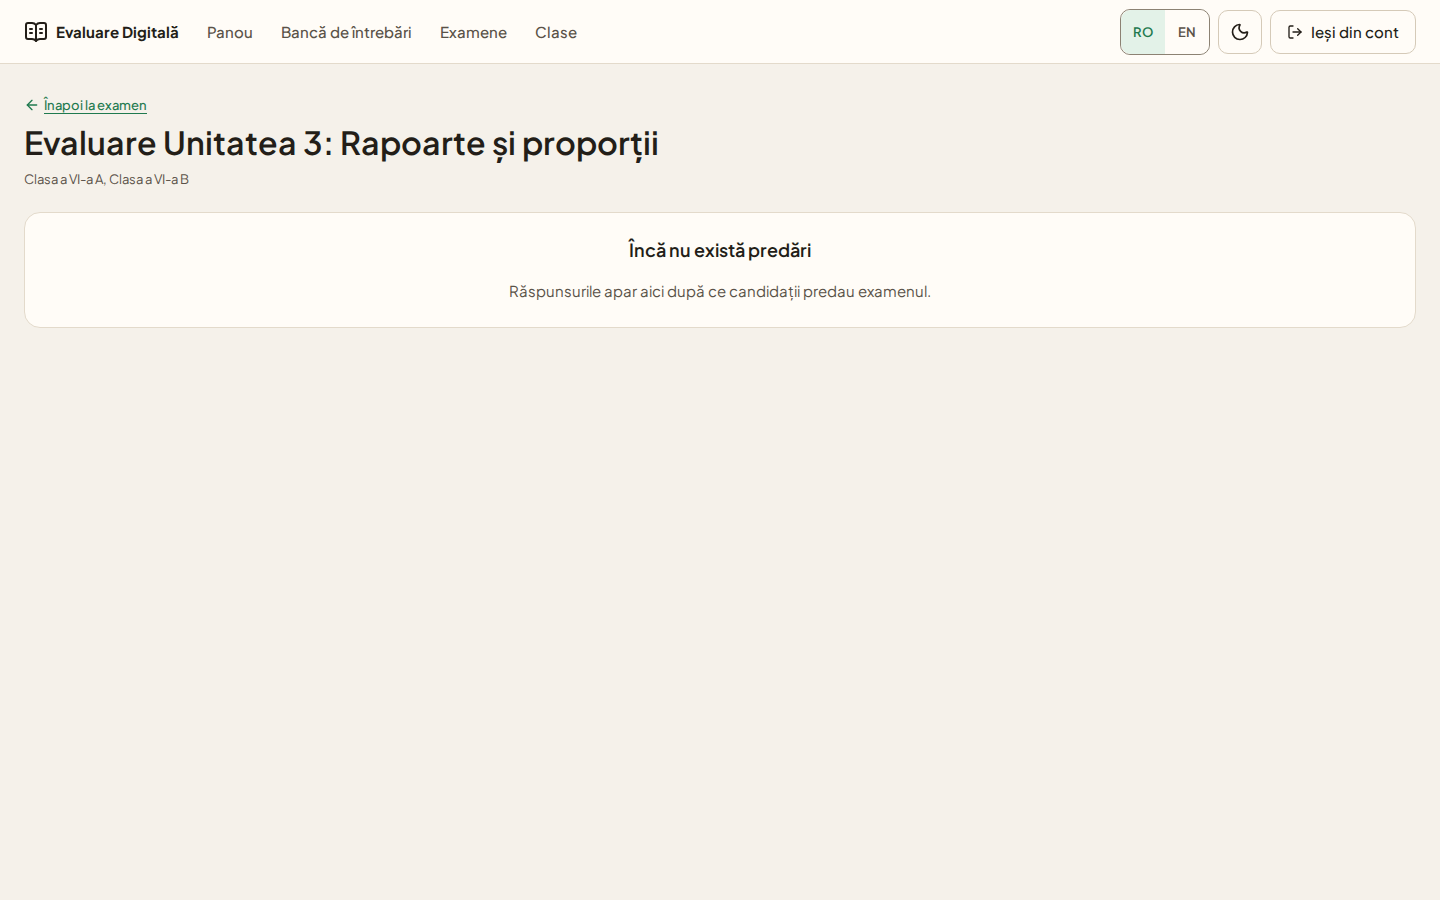 Evaluare Digitală Panou Bancă de întrebări Examene Clase RO EN Ieși din cont
Înapoi la examen
Evaluare Unitatea 3: Rapoarte și proporții
Clasa a VI-a A, Clasa a VI-a B
Încă nu există predări
Răspunsurile apar aici după ce candidații predau examenul.